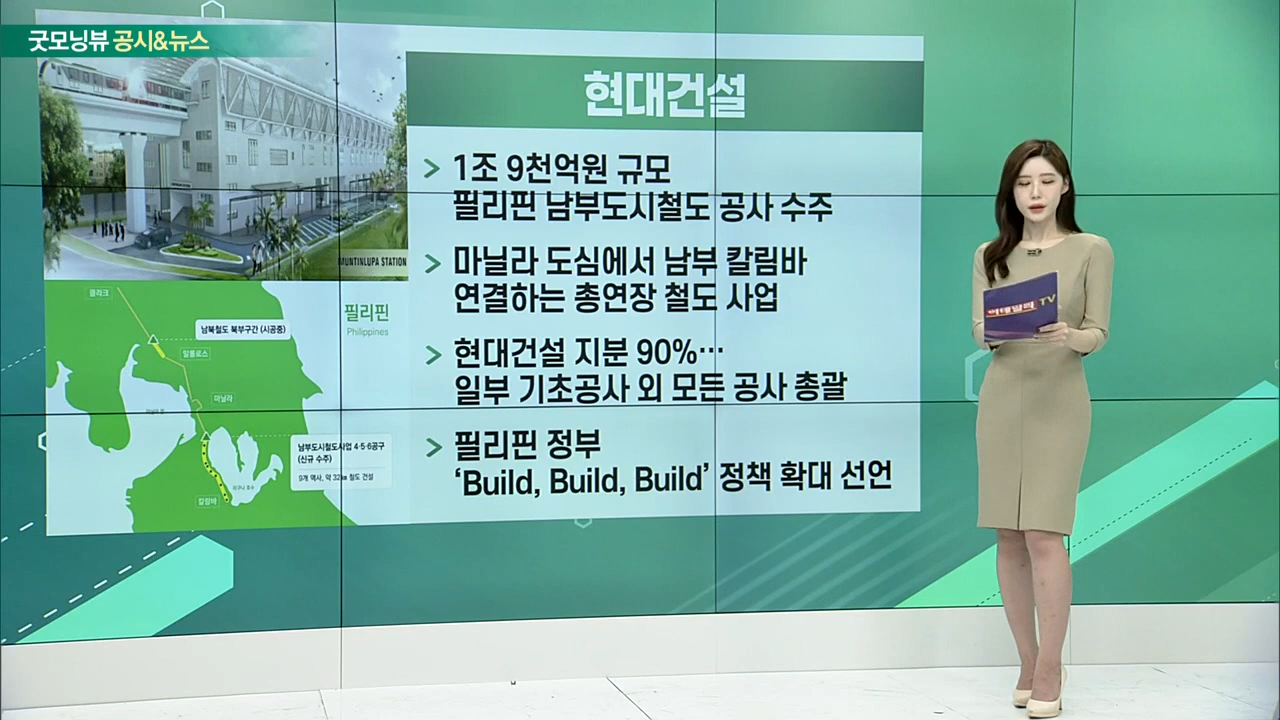 굿모닝뷰 공시&뉴스
현대건설
MUNTINLUPA STATION
> 1조 9천억원 규모
필리핀 남부도시철도 공사 수주
> 마닐라 도심에서 남부 칼림바
연결하는 총연장 철도 사업
> 현대건설 지분 90%…
일부 기초공사 외 모든 공사 총괄
> 필리핀 정부
‘Build, Build, Build’ 정책 확대 선언
클라크
필리핀
Philippines
남북철도 북부구간 (시공중)
말롤로스
마닐라
남부도시철도사업 4·5·6공구
(신규 수주)
9개 역사, 약 32㎞ 철도 건설
칼람바
이데일리 TV